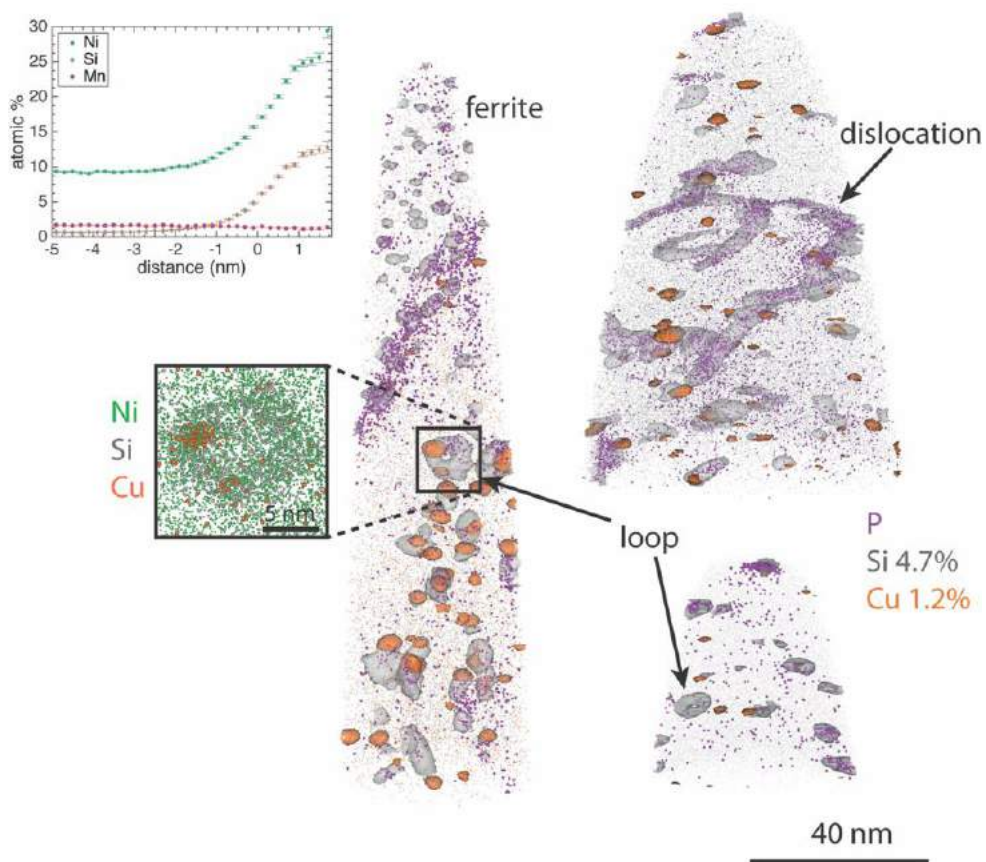 30
25
20
15
10
5
0
atomic %
Ni
Si
Mn
-5 -4 -3 -2 -1 0 1
distance (nm)
ferrite
dislocation
Ni
Si
Cu
5 nm
loop
P
Si 4.7%
Cu 1.2%
40 nm